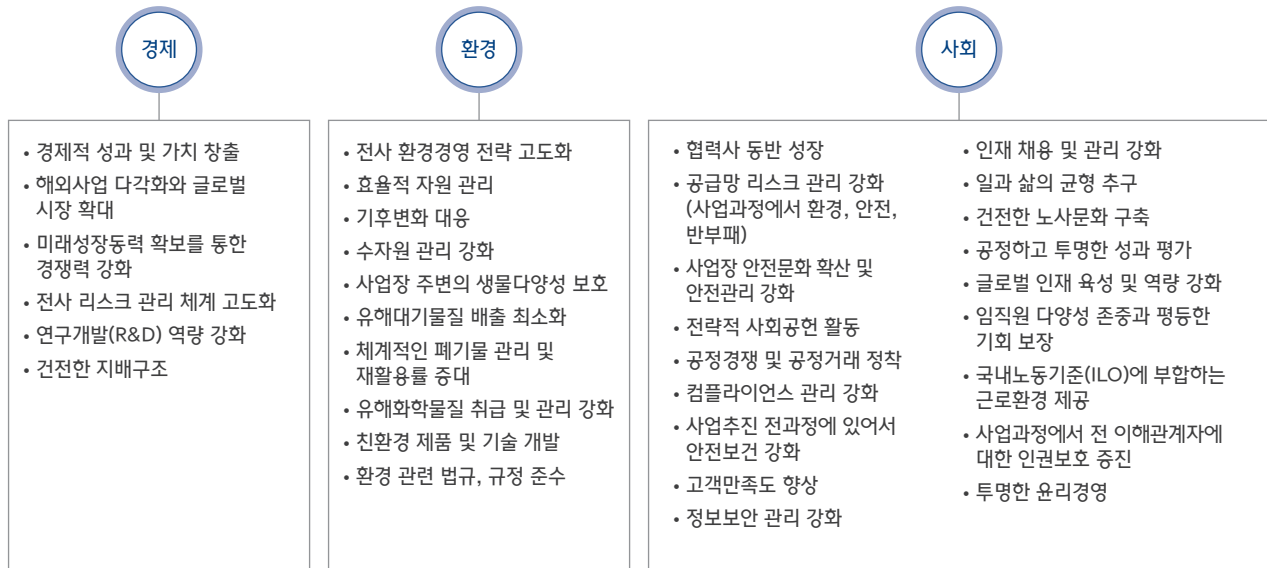 경제
• 경제적 성과 및 가치 창출
• 해외사업 다각화와 글로벌
시장 확대
• 미래성장동력 확보를 통한
경쟁력 강화
• 전사 리스크 관리 체계 고도화
• 연구개발(R&D) 역량 강화
• 건전한 지배구조
환경
• 전사 환경경영 전략 고도화
• 효율적 자원 관리
• 기후변화 대응
• 수자원 관리 강화
• 사업장 주변의 생물다양성 보호
• 유해대기물질 배출 최소화
• 체계적인 폐기물 관리 및
재활용률 증대
• 유해화학물질 취급 및 관리 강화
• 친환경 제품 및 기술 개발
• 환경 관련 법규, 규정 준수
사회
• 협력사 동반 성장
• 공급망 리스크 관리 강화
(사업과정에서 환경, 안전,
반부패)
• 사업장 안전문화 확산 및
안전관리 강화
• 전략적 사회공헌 활동
• 공정경쟁 및 공정거래 정착
• 컴플라이언스 관리 강화
• 사업추진 전과정에 있어서
안전보건 강화
• 고객만족도 향상
• 정보보안 관리 강화
• 인재 채용 및 관리 강화
• 일과 삶의 균형 추구
• 건전한 노사문화 구축
• 공정하고 투명한 성과 평가
• 글로벌 인재 육성 및 역량 강화
• 임직원 다양성 존중과 평등한
기회 보장
• 국내노동기준(ILO)에 부합하는
근로환경 제공
• 사업과정에서 전 이해관계자에
대한 인권보호 증진
• 투명한 윤리경영